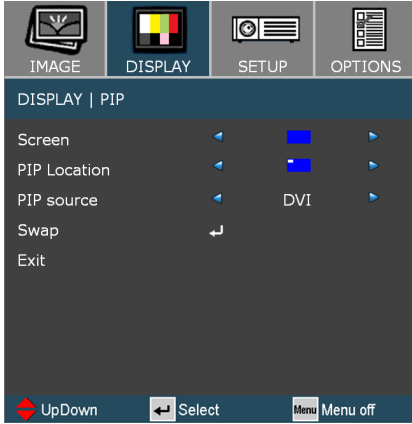 IMAGE DISPLAY SETUP OPTIONS
DISPLAY | PIP
Screen
PIP Location
PIP source DVI
Swap
Exit
UpDown Select Menu Menu off